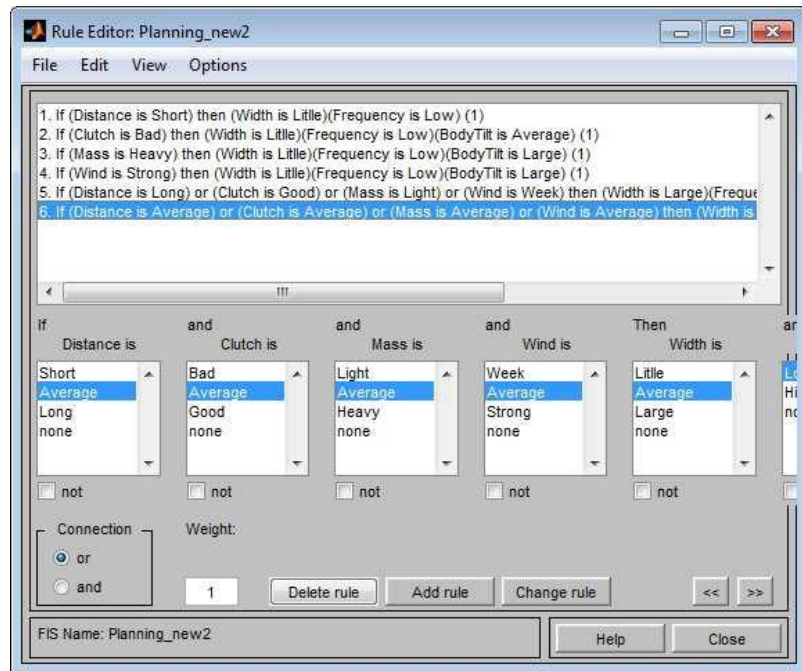 Rule Editor: Planning_new2
File Edit View Options
1. If (Distance is Short) then (Width is Litlle)(Frequency is Low) (1)
2. If (Clutch is Bad) then (Width is Litlle)(Frequency is Low)(BodyTilt is Average) (1)
3. If (Mass is Heavy) then (Width is Litlle)(Frequency is Low)(BodyTilt is Large) (1)
4. If (Wind is Strong) then (Width is Litlle)(Frequency is Low)(BodyTilt is Large) (1)
5. If (Distance is Long) or (Clutch is Good) or (Mass is Light) or (Wind is Week) then (Width is Large)(Freque
6. If (Distance is Average) or (Clutch is Average) or (Mass is Average) or (Wind is Average) then (Width is
If and and and Then ar
Distance is Clutch is Mass is Wind is Width is
Short Bad Light Week Litlle Lo
Average Average Average Average Average Hi
Long Good Heavy Strong Large no
none none none none none
not not not not not
Connection Weight:
or
and 1 Delete rule Add rule Change rule << >>
FIS Name: Planning_new2 Help Close